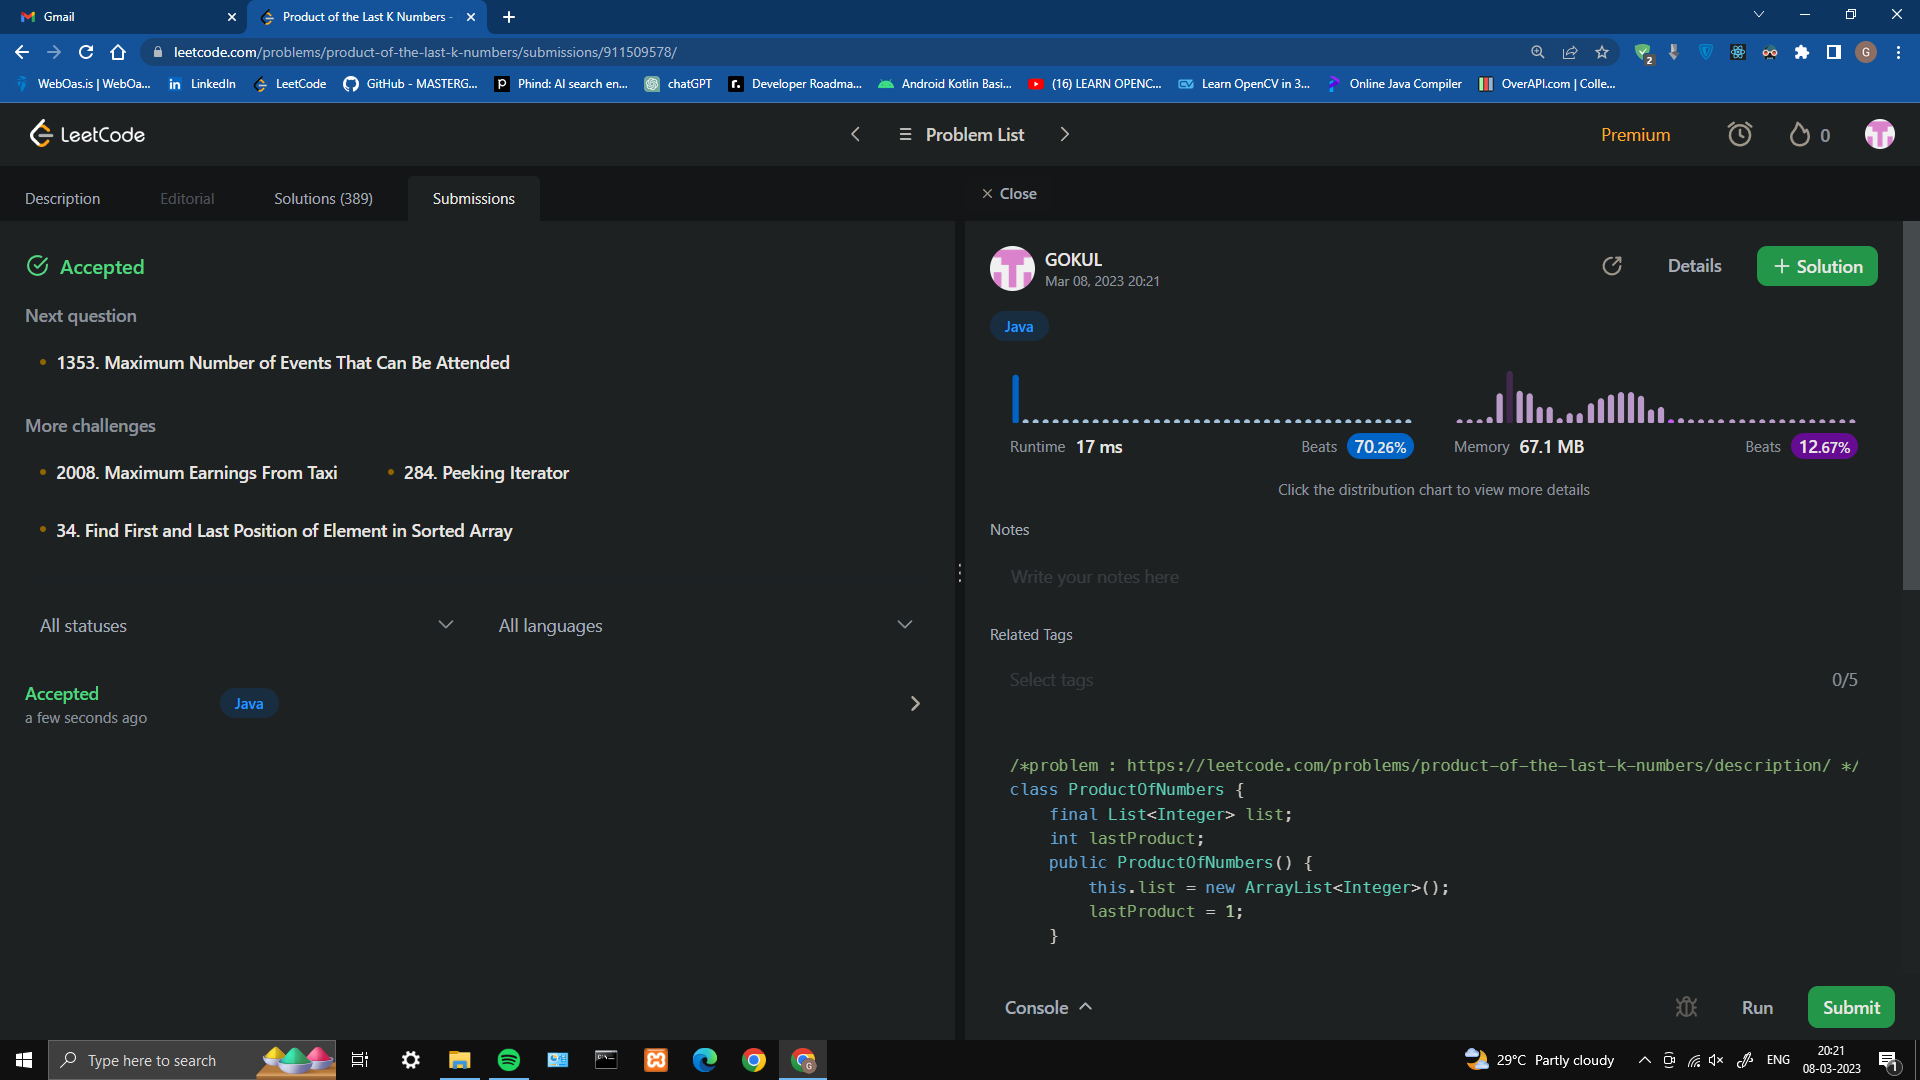 Gmail
Product of the Last K Numbers -
leetcode.com/problems/product-of-the-last-k-numbers/submissions/911509578/
2
G
WebOas.is | WebOa...
LinkedIn
LeetCode
GitHub - MASTERG...
Phind: AI search en...
chatGPT
Developer Roadma...
Android Kotlin Basi...
(16) LEARN OPENC...
Learn OpenCV in 3...
Online Java Compiler
OverAPI.com | Colle...
LeetCode
Problem List
Premium
0
Description
Editorial
Solutions (389)
Submissions
Close
Accepted
Next question
1353. Maximum Number of Events That Can Be Attended
More challenges
2008. Maximum Earnings From Taxi
284. Peeking Iterator
34. Find First and Last Position of Element in Sorted Array
All statuses
All languages
Accepted
a few seconds ago
Java
GOKUL
Mar 08, 2023 20:21
Details
+ Solution
Java
Runtime 17 ms
Beats 70.26%
Memory 67.1 MB
Beats 12.67%
Click the distribution chart to view more details
Notes
Write your notes here
Related Tags
Select tags
0/5
/*problem : https://leetcode.com/problems/product-of-the-last-k-numbers/description/ */
class ProductOfNumbers {
final List<Integer> list;
int lastProduct;
public ProductOfNumbers() {
this.list = new ArrayList<Integer>();
lastProduct = 1;
}
Console
Run
Submit
Type here to search
29°C Partly cloudy
ENG
20:21
08-03-2023
1